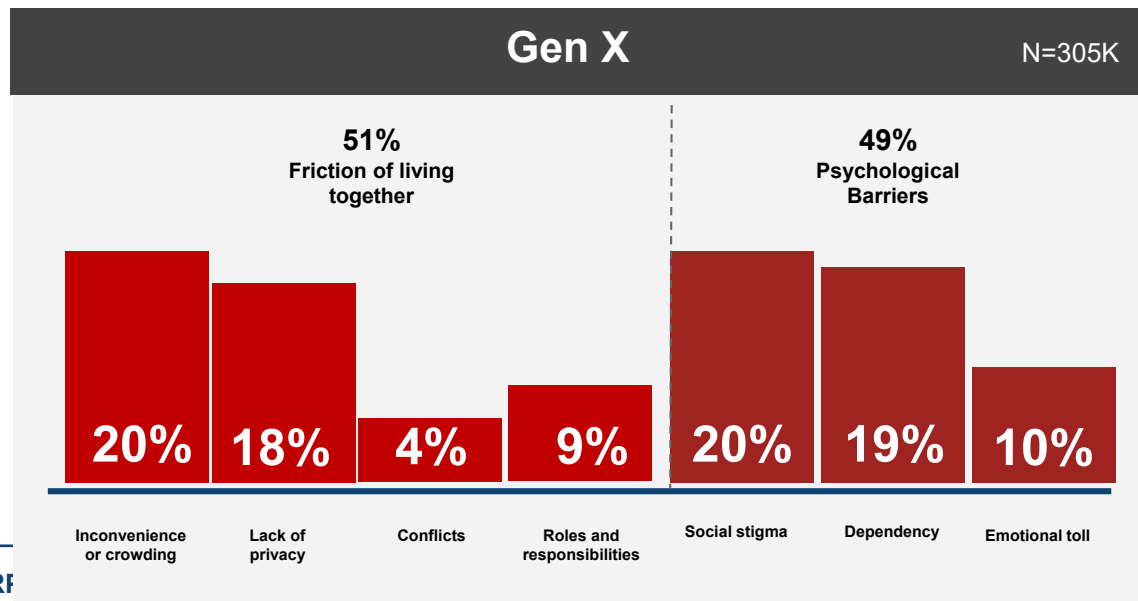 Gen X
N=305K
51%
Friction of living
together
49%
Psychological
Barriers
20%
18%
4%
9%
20%
19%
10%
Inconvenience
or crowding
Lack of
privacy
Conflicts
Roles and
responsibilities
Social stigma
Dependency
Emotional toll